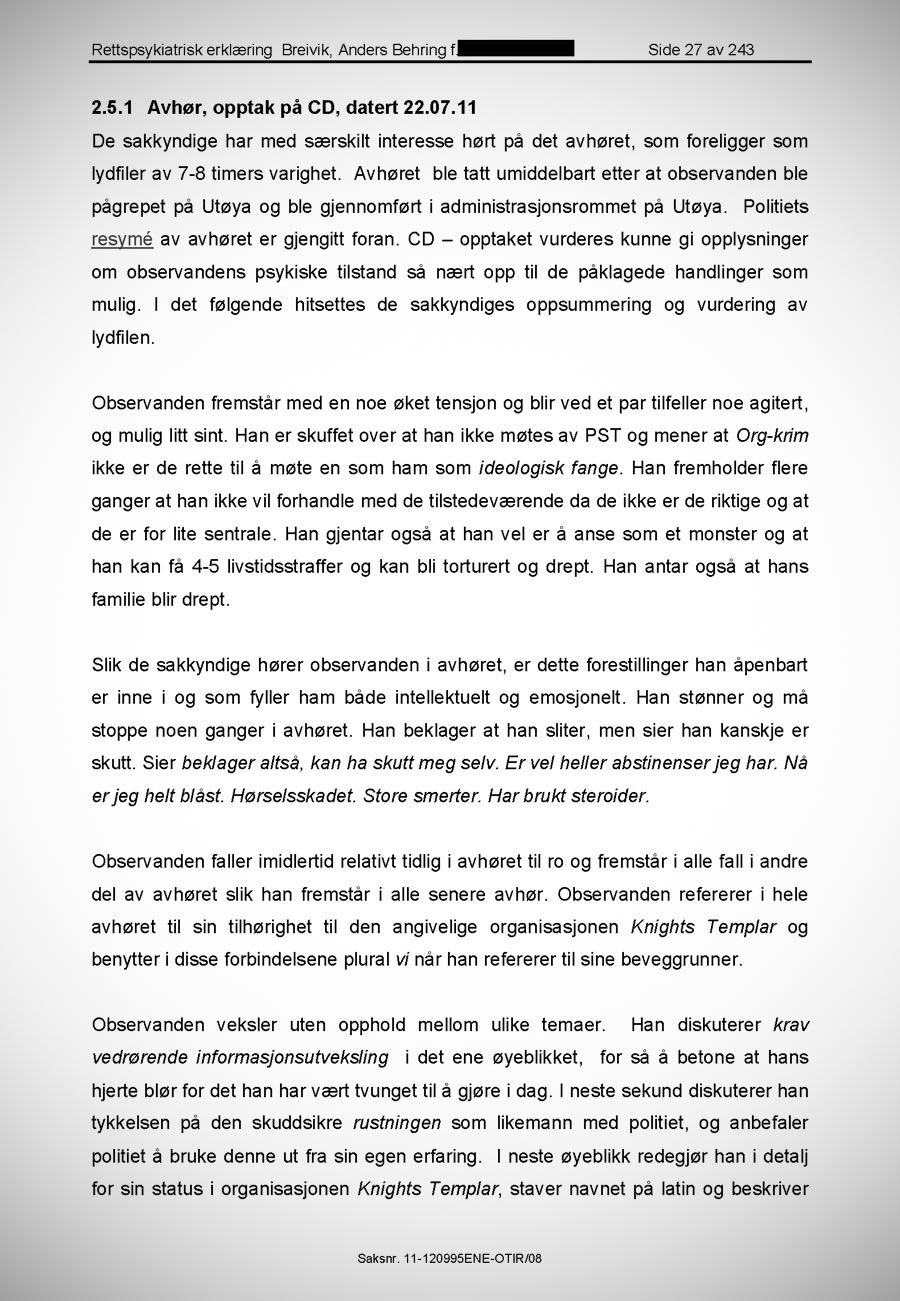 Rettspsykiatrisk erklæring Breivik, Anders Behring f. Side 27 av 243
2.5.1 Avhør, opptak på CD, datert 22.07.11
De sakkyndige har med særskilt interesse hørt på det avhøret, som foreligger som
lydfiler av 7-8 timers varighet. Avhøret ble tatt umiddelbart etter at observanden ble
pågrepet på Utøya og ble gjennomført i administrasjonsrommet på Utøya. Politiets
resymé av avhøret er gjengitt foran. CD – opptaket vurderes kunne gi opplysninger
om observandens psykiske tilstand så nært opp til de påklagede handlinger som
mulig. I det følgende hitsettes de sakkyndiges oppsummering og vurdering av
lydfilen.
Observanden fremstår med en noe øket tensjon og blir ved et par tilfeller noe agitert,
og mulig litt sint. Han er skuffet over at han ikke møtes av PST og mener at Org-krim
ikke er de rette til å møte en som ham som ideologisk fange. Han fremholder flere
ganger at han ikke vil forhandle med de tilstedeværende da de ikke er de riktige og at
de er for lite sentrale. Han gjentar også at han vel er å anse som et monster og at
han kan få 4-5 livstidsstraffer og kan bli torturert og drept. Han antar også at hans
familie blir drept.
Slik de sakkyndige hører observanden i avhøret, er dette forestillinger han åpenbart
er inne i og som fyller ham både intellektuelt og emosjonelt. Han stønner og må
stoppe noen ganger i avhøret. Han beklager at han sliter, men sier han kanskje er
skutt. Sier beklager altså, kan ha skutt meg selv. Er vel heller abstinenser jeg har. Nå
er jeg helt blåst. Hørselsskadet. Store smerter. Har brukt steroider.
Observanden faller imidlertid relativt tidlig i avhøret til ro og fremstår i alle fall i andre
del av avhøret slik han fremstår i alle senere avhør. Observanden refererer i hele
avhøret til sin tilhørighet til den angivelige organisasjonen Knights Templar og
benytter i disse forbindelsene plural vi når han refererer til sine beveggrunner.
Observanden veksler uten opphold mellom ulike temaer. Han diskuterer krav
vedrørende informasjonsutveksling i det ene øyeblikket, for så å betone at hans
hjerte blør for det han har vært tvunget til å gjøre i dag. I neste sekund diskuterer han
tykkelsen på den skuddsikre rustningen som likemann med politiet, og anbefaler
politiet å bruke denne ut fra sin egen erfaring. I neste øyeblikk redegjør han i detalj
for sin status i organisasjonen Knights Templar, staver navnet på latin og beskriver
Saksnr. 11-120995ENE-OTIR/08